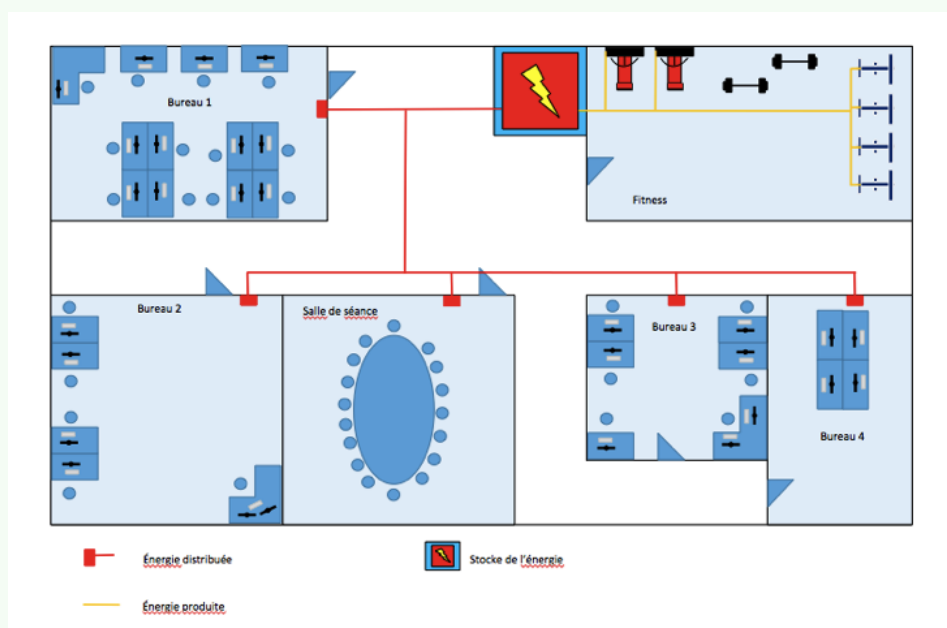 Bureau 1
Fitness
Bureau 2
Salle de séance
Bureau 3
Bureau 4
Énergie distribuée
Stocke de l'énergie
Énergie produite